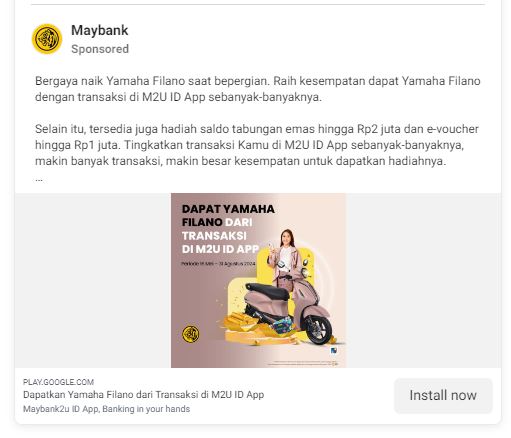 Maybank
Sponsored
Bergaya naik Yamaha Filano saat bepergian. Raih kesempatan dapat Yamaha Filano
dengan transaksi di M2U ID App sebanyak-banyaknya.
Selain itu, tersedia juga hadiah saldo tabungan emas hingga Rp2 juta dan e-voucher
hingga Rp1 juta. Tingkatkan transaksi Kamu di M2U ID App sebanyak-banyaknya,
makin banyak transaksi, makin besar kesempatan untuk dapatkan hadiahnya.
...
DAPAT YAMAHA
FILANO DARI
TRANSAKSI
DI M2U ID APP
Periode 16 Mei – 31 Agustus 2024
PLAY.GOOGLE.COM
Dapatkan Yamaha Filano dari Transaksi di M2U ID App
Maybank2u ID App, Banking in your hands
Install now